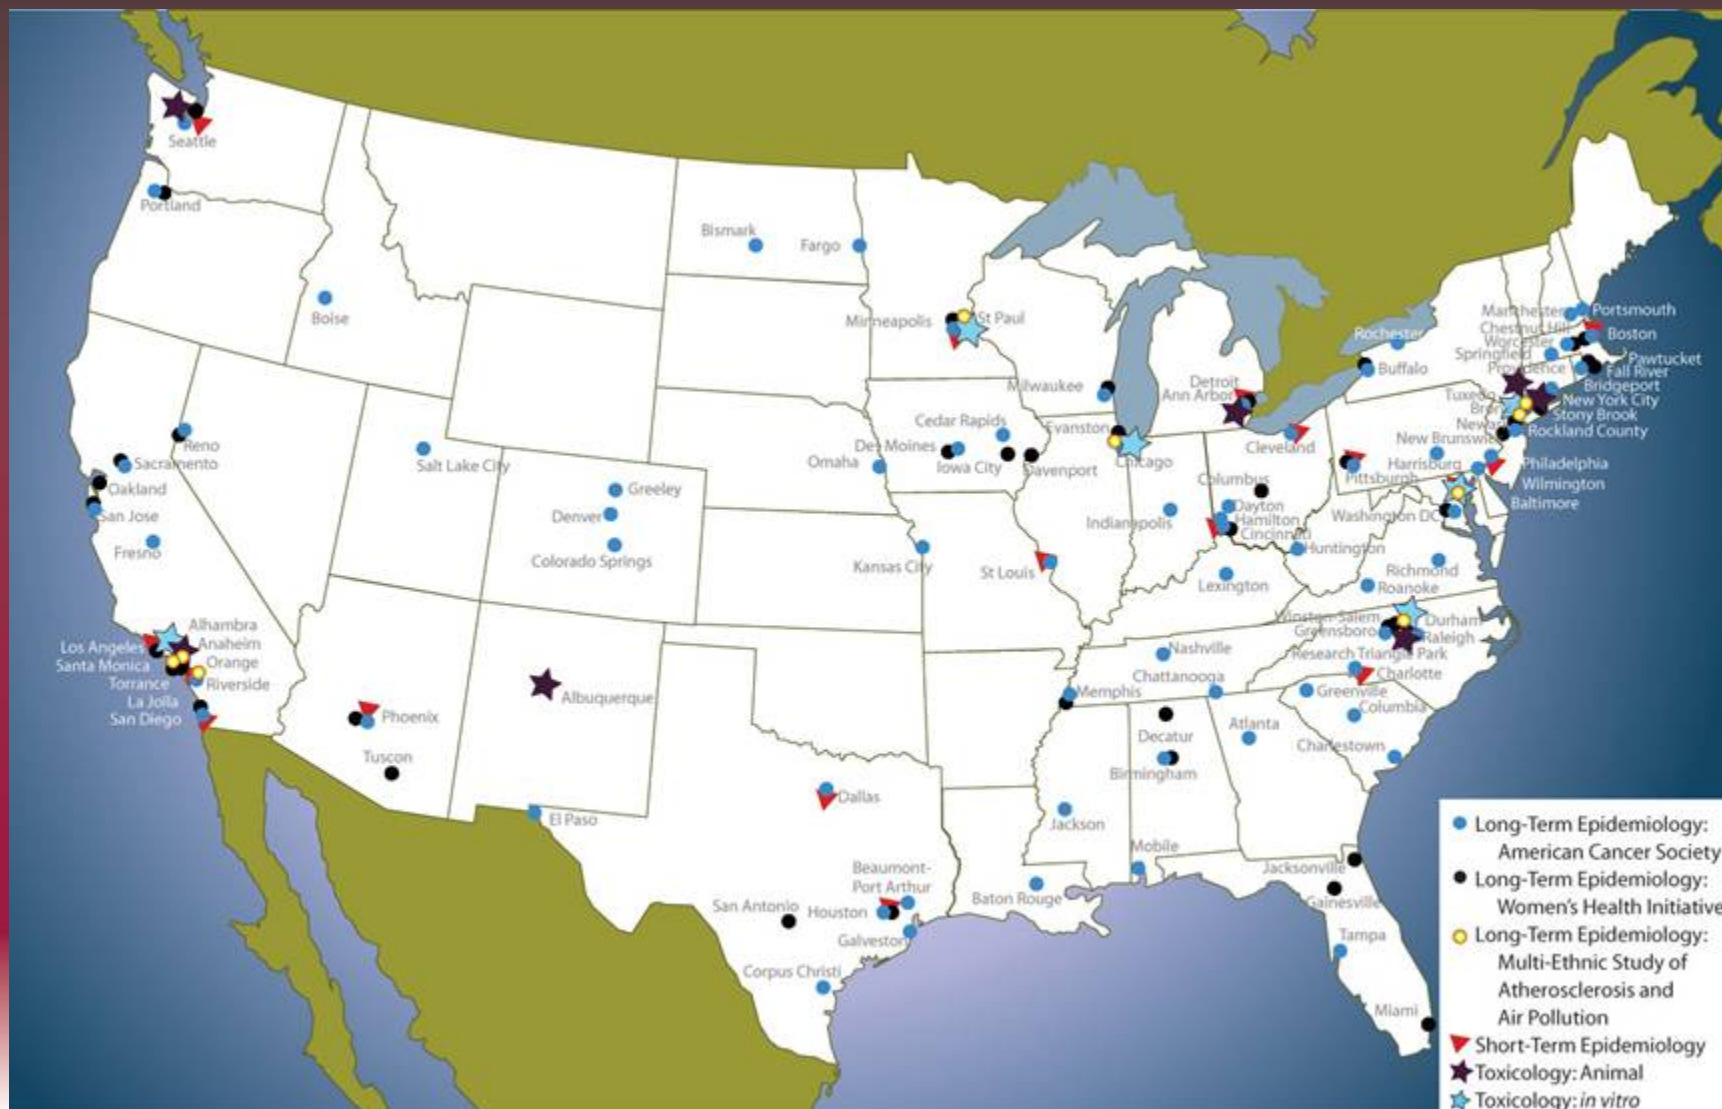 Seattle
Portland
Boise
Bismark
Fargo
Minneapolis
St Paul
Milwaukee
Detroit
Ann Arbor
Rochester
Buffalo
Manchester
Portsmouth
Chestnut Hill
Boston
Worcester
Springfield
Pawtucket
Providence
Fall River
Bridgeport
Tuxedo
New York City
Stony Brook
Rockland County
New Brunswick
Philadelphia
Harrisburg
Wilmington
Pittsburgh
Baltimore
Washington DC
Cleveland
Columbus
Dayton
Hamilton
Cincinnati
Huntington
Richmond
Roanoke
Lexington
Indianapolis
Evanston
Chicago
Cedar Rapids
Des Moines
Iowa City
Davenport
Omaha
Kansas City
St Louis
Reno
Sacramento
Oakland
San Jose
Fresno
Salt Lake City
Greeley
Denver
Colorado Springs
Alhambra
Los Angeles
Anaheim
Santa Monica
Orange
Torrance
Riverside
La Jolla
San Diego
Phoenix
Tuscon
Albuquerque
El Paso
Dallas
Beaumont-
Port Arthur
San Antonio
Houston
Galveston
Corpus Christi
Winston-Salem
Durham
Greensboro
Raleigh
Research Triangle Park
Charlotte
Nashville
Chattanooga
Memphis
Greenville
Columbia
Atlanta
Charlestown
Decatur
Birmingham
Jackson
Mobile
Baton Rouge
Jacksonville
Gainesville
Tampa
Miami
Long-Term Epidemiology:
American Cancer Society
Long-Term Epidemiology:
Women's Health Initiative
Long-Term Epidemiology:
Multi-Ethnic Study of
Atherosclerosis and
Air Pollution
Short-Term Epidemiology
Toxicology: Animal
Toxicology: in vitro